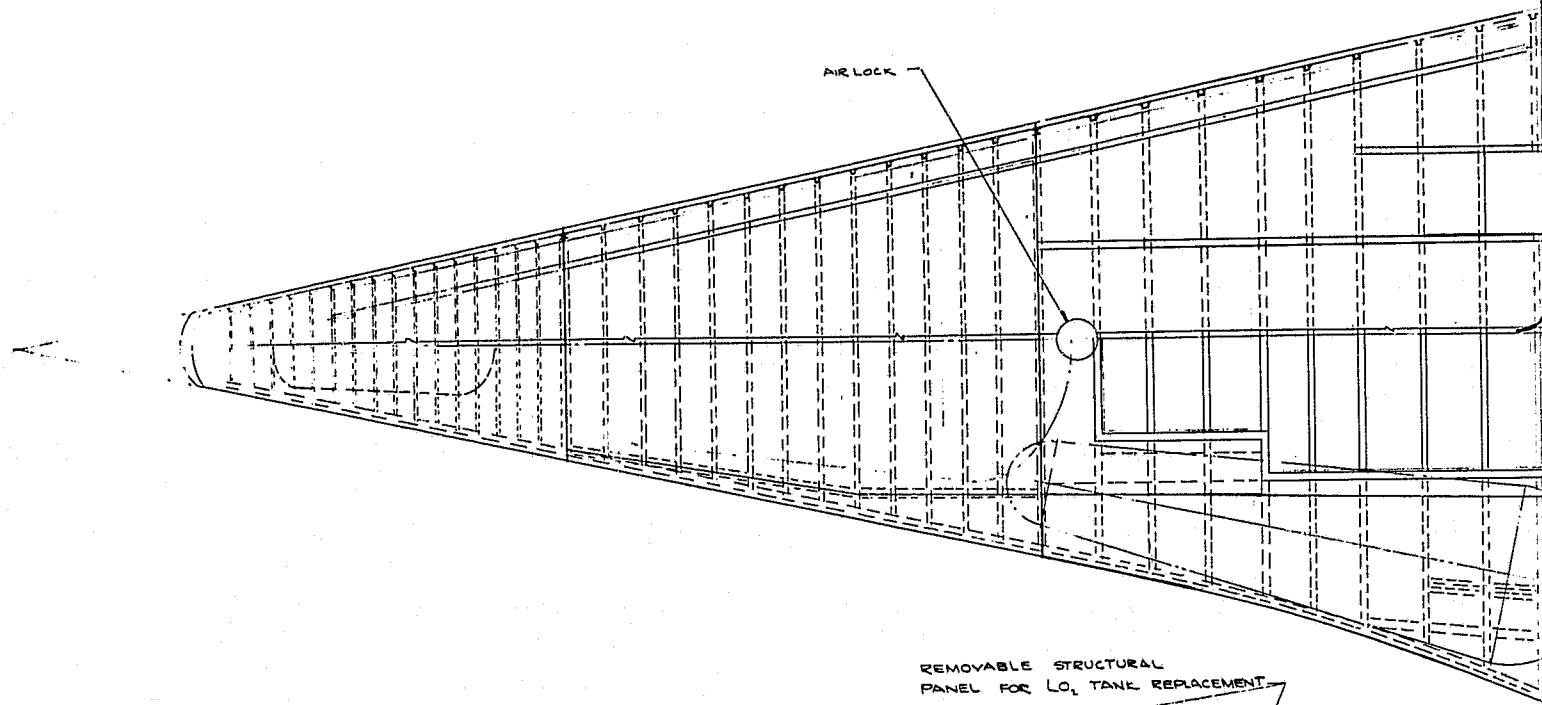 AIR LOCK
REMOVABLE STRUCTURAL
PANEL FOR LO₂ TANK REPLACEMENT